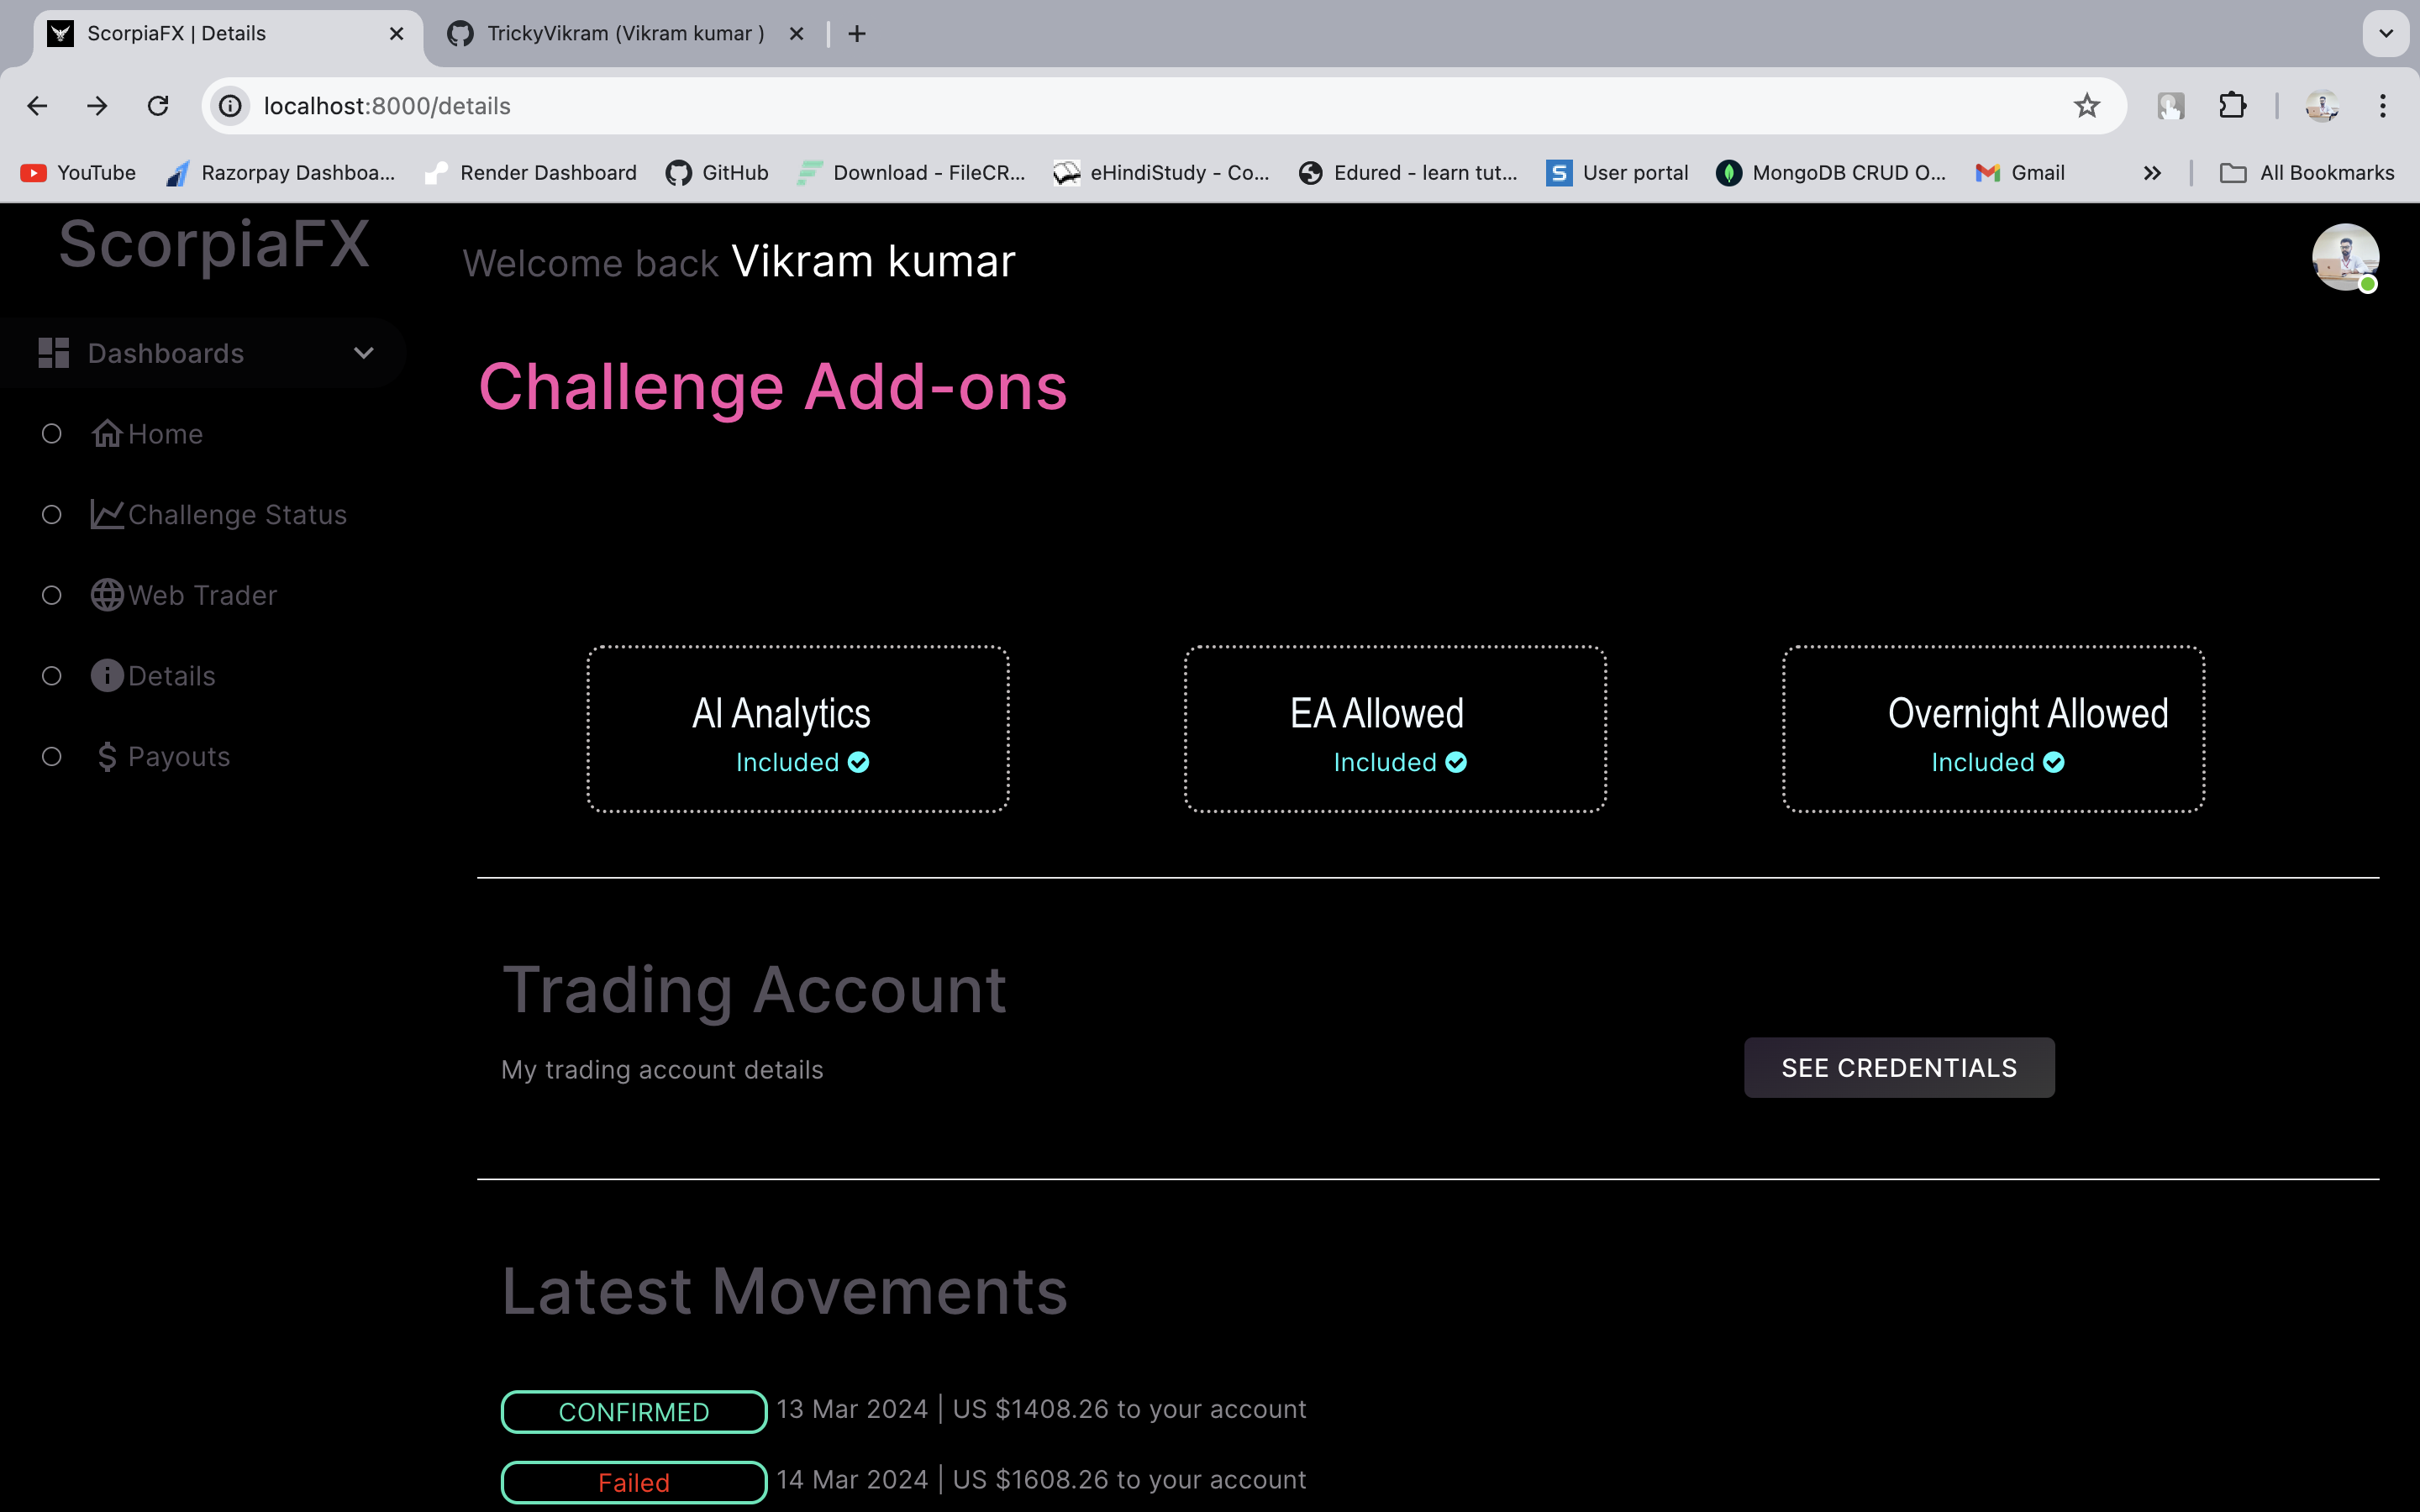 ScorpiaFX | Details
TrickyVikram (Vikram kumar )
localhost:8000/details
YouTube
Razorpay Dashboa...
Render Dashboard
GitHub
Download - FileCR...
eHindiStudy - Co...
Edured - learn tut...
User portal
MongoDB CRUD O...
Gmail
All Bookmarks
ScorpiaFX
Welcome back Vikram kumar
Dashboards
Home
Challenge Status
Web Trader
Details
Payouts
Challenge Add-ons
AI Analytics
Included
EA Allowed
Included
Overnight Allowed
Included
Trading Account
My trading account details
SEE CREDENTIALS
Latest Movements
CONFIRMED 13 Mar 2024 | US $1408.26 to your account
Failed 14 Mar 2024 | US $1608.26 to your account